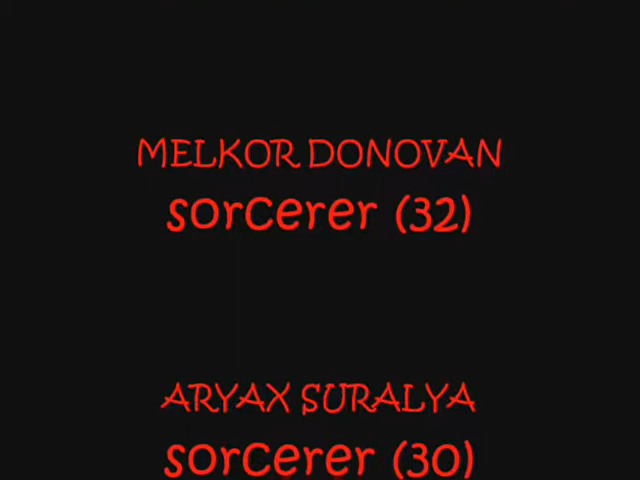 MELKOR DONOVAN
sorcerer (32)
ARYAX SURALYA
sorcerer (30)